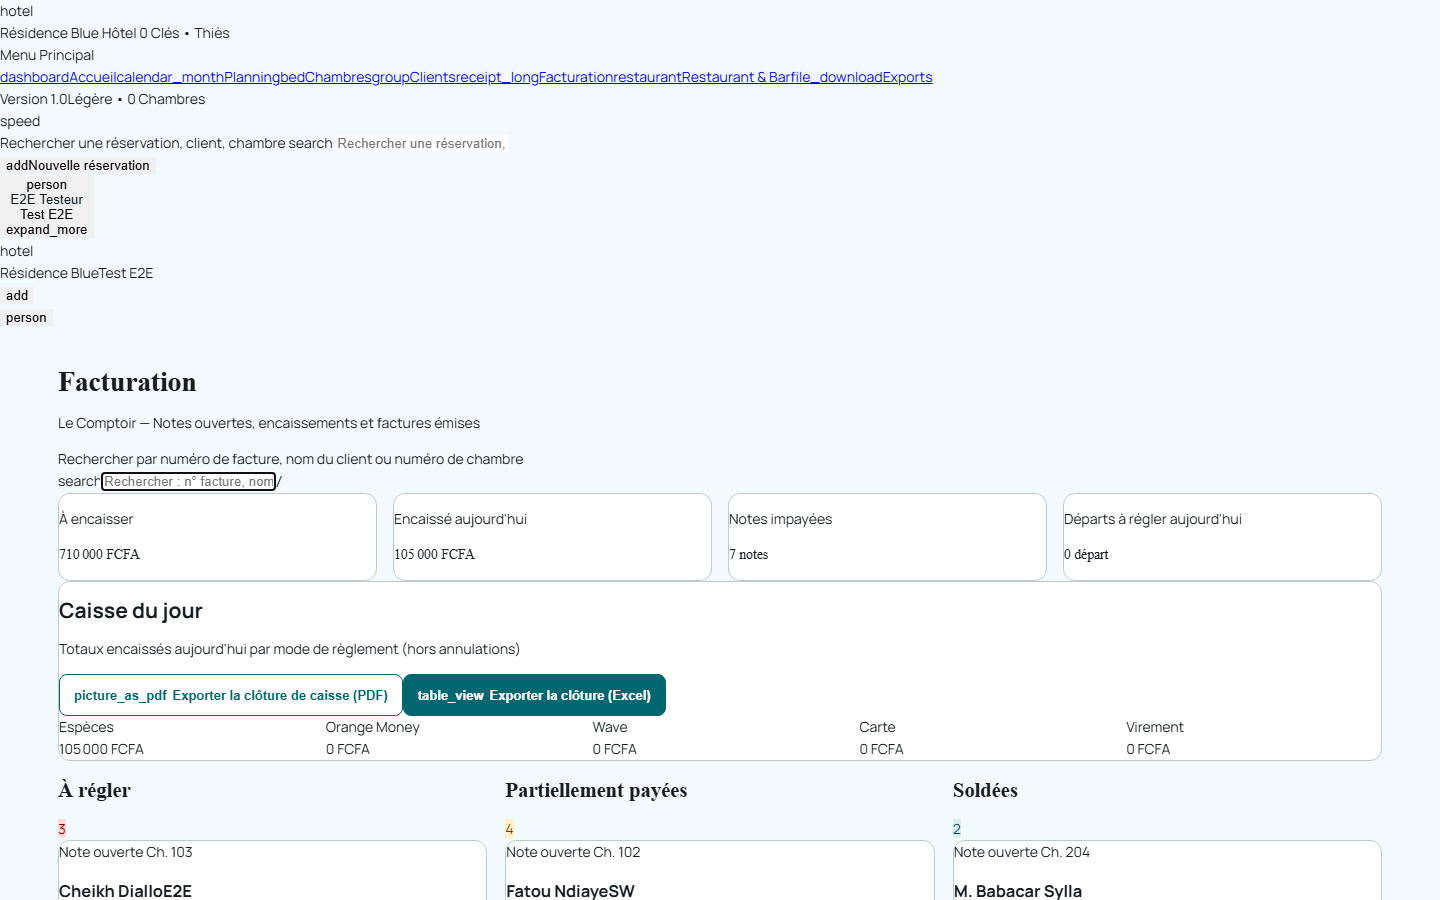 hotel
Résidence Blue Hôtel 0 Clés • Thiès
Menu Principal
dashboardAccueilcalendar_monthPlanningbedChambresgroupClientsreceipt_longFacturationrestaurantRestaurant & Barfile_downloadExports
Version 1.0Légère • 0 Chambres
speed
Rechercher une réservation, client, chambre search Rechercher une réservation,
addNouvelle réservation
person
E2E Testeur
Test E2E
expand_more
hotel
Résidence BlueTest E2E
add
person
Facturation
Le Comptoir — Notes ouvertes, encaissements et factures émises
Rechercher par numéro de facture, nom du client ou numéro de chambre
search Rechercher : n° facture, nom /
À encaisser
710 000 FCFA
Encaissé aujourd'hui
105 000 FCFA
Notes impayées
7 notes
Départs à régler aujourd'hui
0 départ
Caisse du jour
Totaux encaissés aujourd'hui par mode de règlement (hors annulations)
picture_as_pdf Exporter la clôture de caisse (PDF)
table_view Exporter la clôture (Excel)
Espèces
105 000 FCFA
Orange Money
0 FCFA
Wave
0 FCFA
Carte
0 FCFA
Virement
0 FCFA
À régler
3
Note ouverte Ch. 103
Cheikh DialloE2E
Partiellement payées
4
Note ouverte Ch. 102
Fatou NdiayeSW
Soldées
2
Note ouverte Ch. 204
M. Babacar Sylla